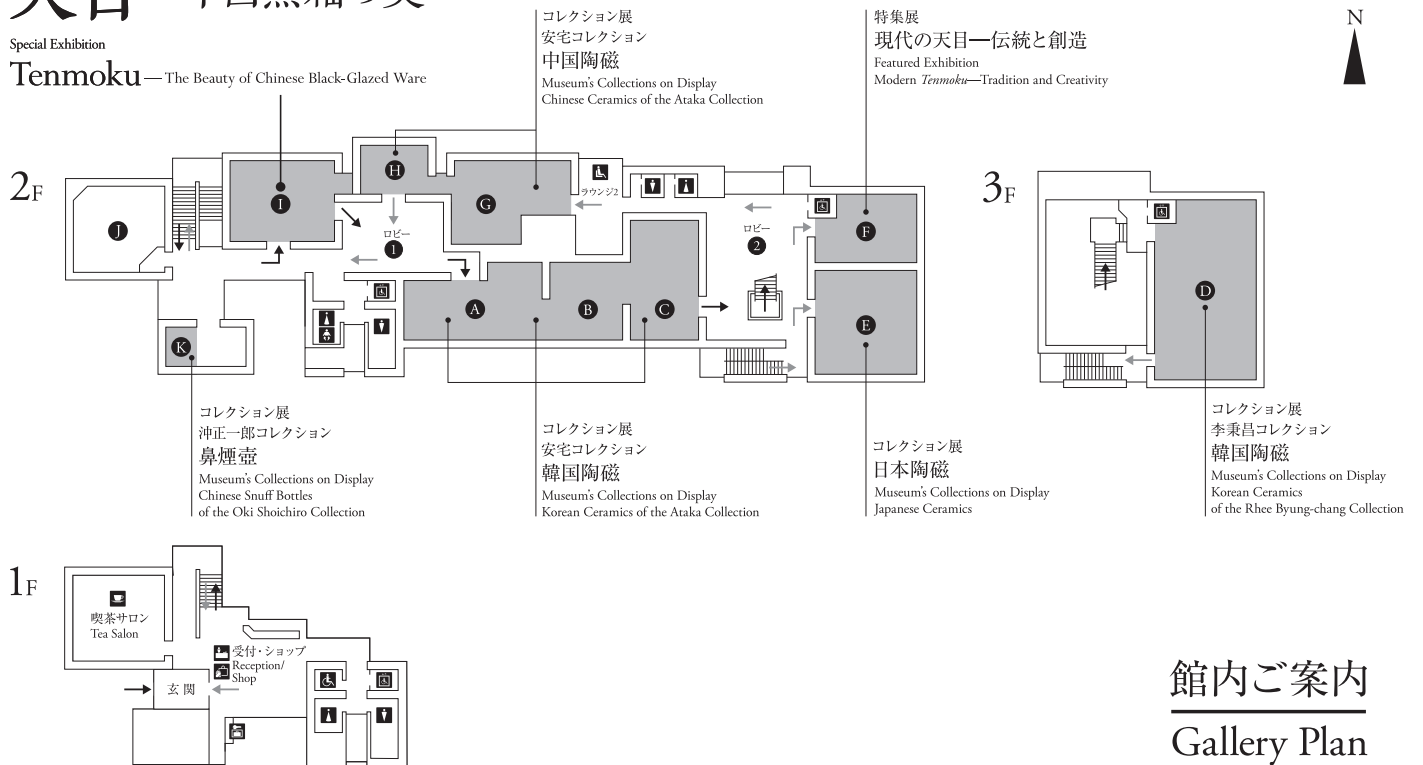 Special Exhibition
Tenmoku—The Beauty of Chinese Black-Glazed Ware
コレクション展
安宅コレクション
中国陶磁
Museum's Collections on Display
Chinese Ceramics of the Ataka Collection
特集展
現代の天目―伝統と創造
Featured Exhibition
Modern Tenmoku—Tradition and Creativity
N
2F
J
I
H
G
ラウンジ2
ロビー
1
ロビー
2
F
A
B
C
E
K
3F
D
コレクション展
沖正一郎コレクション
鼻煙壺
Museum's Collections on Display
Chinese Snuff Bottles
of the Oki Shoichiro Collection
コレクション展
安宅コレクション
韓国陶磁
Museum's Collections on Display
Korean Ceramics of the Ataka Collection
コレクション展
日本陶磁
Museum's Collections on Display
Japanese Ceramics
コレクション展
李秉昌コレクション
韓国陶磁
Museum's Collections on Display
Korean Ceramics
of the Rhee Byung-chang Collection
1F
喫茶サロン
Tea Salon
受付・ショップ
Reception/
Shop
玄関
館内ご案内
Gallery Plan